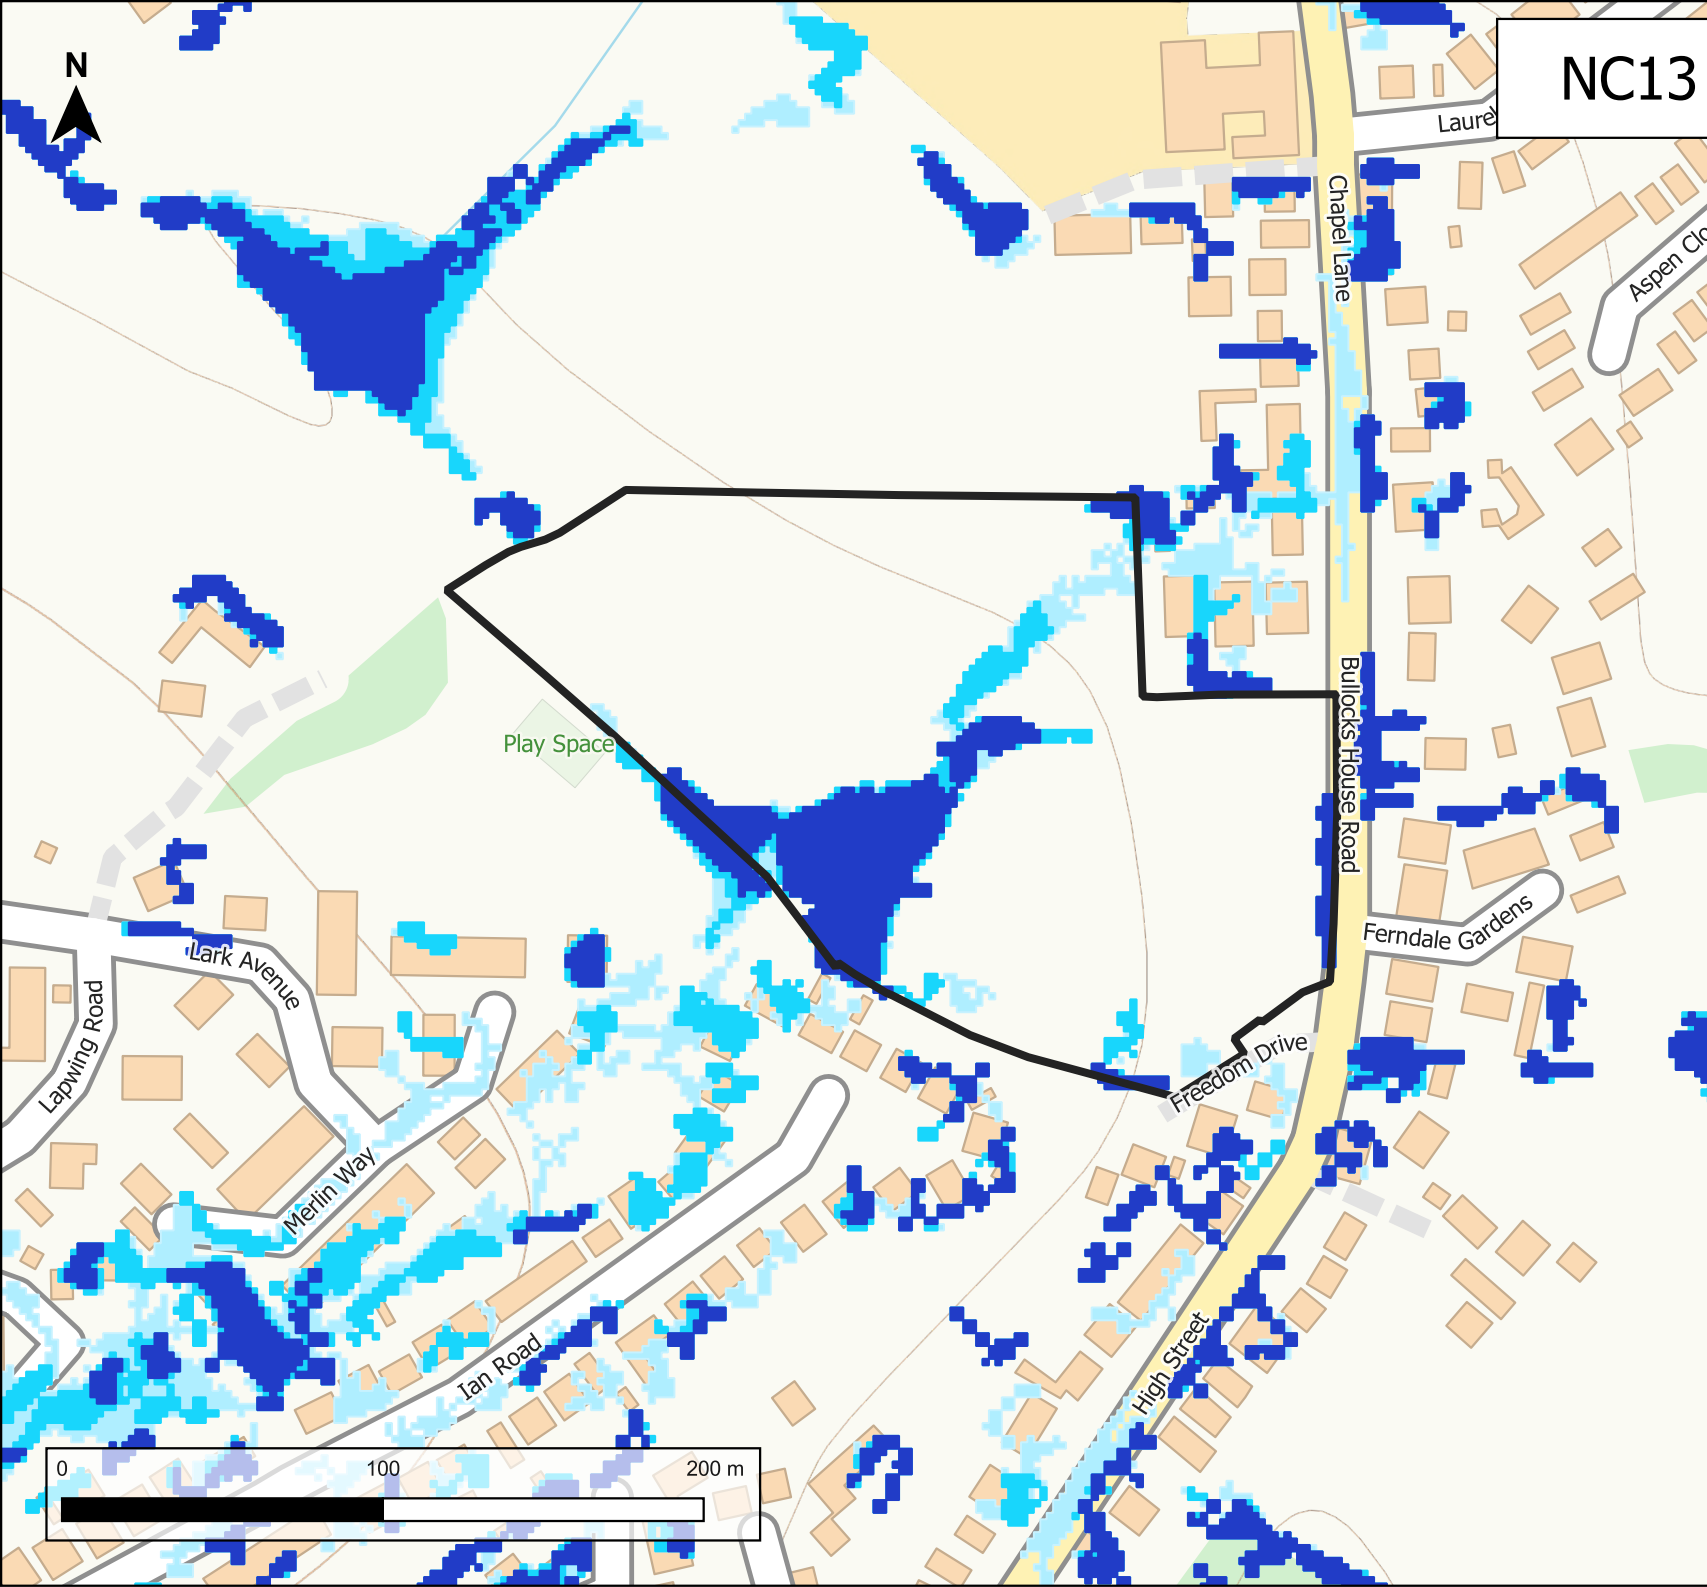 N
NC13
Laurel
Chapel Lane
Aspen Clo
Play Space
Bullocks House Road
Ferndale Gardens
Lark Avenue
Lapwing Road
Freedom Drive
Merlin Way
Ian Road
High Street
0 100 200 m